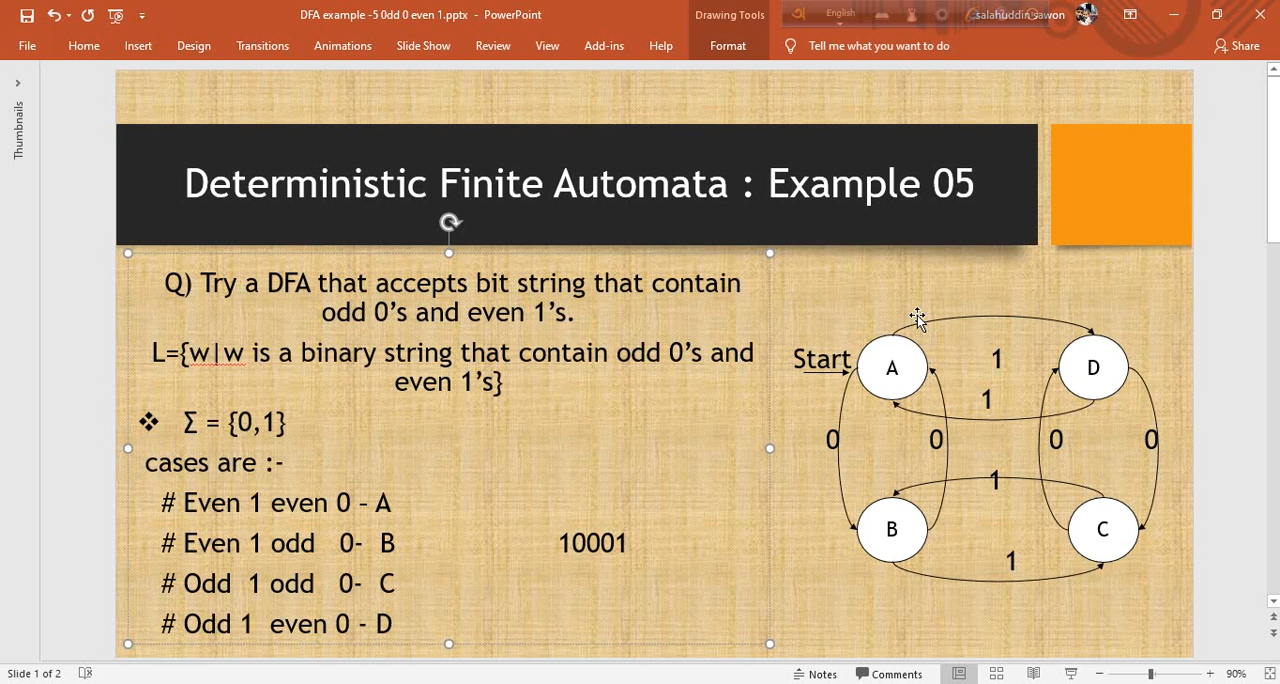 DFA example -5 0dd 0 even 1.pptx - PowerPoint
Drawing Tools
English
salahuddin sawon
File Home Insert Design Transitions Animations Slide Show Review View Add-ins Help Format Tell me what you want to do Share
Thumbnails
Deterministic Finite Automata : Example 05
Q) Try a DFA that accepts bit string that contain
odd 0’s and even 1’s.
L={w|w is a binary string that contain odd 0’s and
even 1’s}
❖ Σ = {0,1}
cases are :-
# Even 1 even 0 – A
# Even 1 odd 0- B 10001
# Odd 1 odd 0- C
# Odd 1 even 0 - D
Start A 1 D
1
0 0 0 0
1
B C
1
Slide 1 of 2 Notes Comments 90%